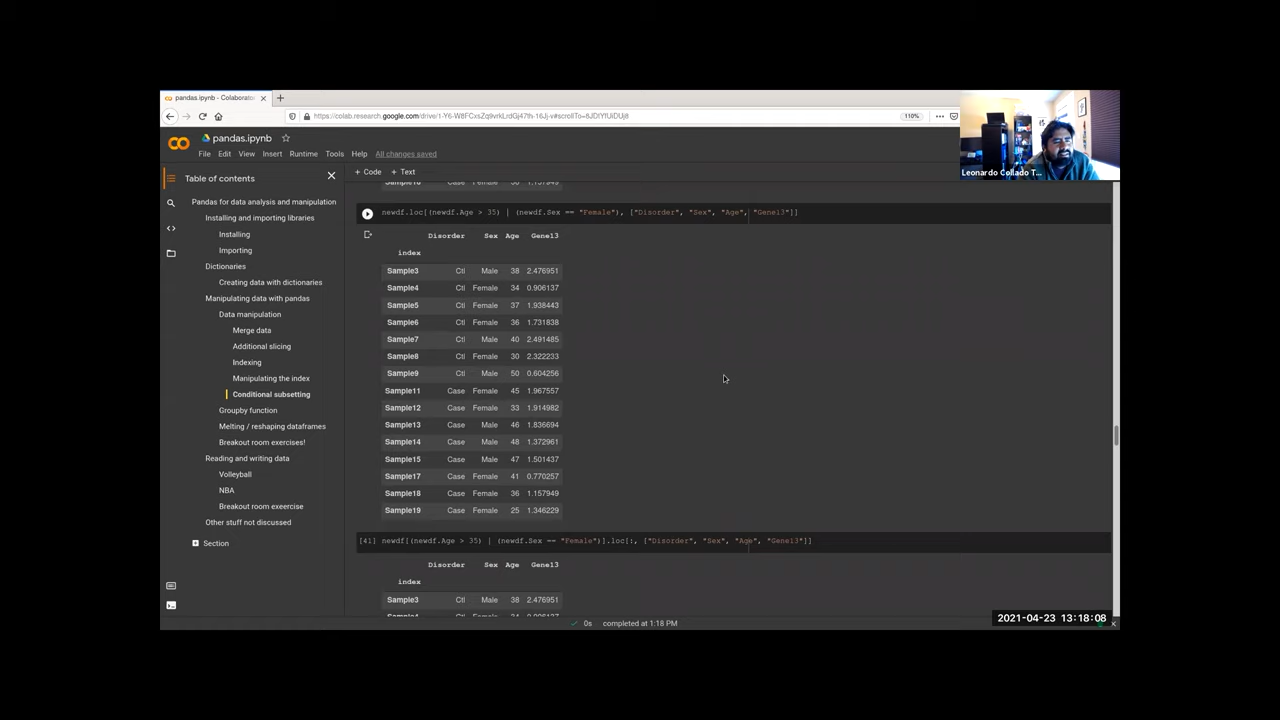 pandas.ipynb - Colaborator
https://colab.research.google.com/drive/1-Y6-W8FCxsZq9vrkLrdGj47th-16Jj-v#scrollTo=8JDtYfUiDUj8
110%
pandas.ipynb
File Edit View Insert Runtime Tools Help All changes saved
Leonardo Collado T...
+ Code + Text
Table of contents
Pandas for data analysis and manipulation
Installing and importing libraries
Installing
Importing
Dictionaries
Creating data with dictionaries
Manipulating data with pandas
Data manipulation
Merge data
Additional slicing
Indexing
Manipulating the index
Conditional subsetting
Groupby function
Melting / reshaping dataframes
Breakout room exercises!
Reading and writing data
Volleyball
NBA
Breakout room exeercise
Other stuff not discussed
Section
newdf.loc[(newdf.Age > 35) | (newdf.Sex == "Female"), ["Disorder", "Sex", "Age", "Gene13"]]
Disorder Sex Age Gene13
index
Sample3 Ctl Male 38 2.476951
Sample4 Ctl Female 34 0.906137
Sample5 Ctl Female 37 1.938443
Sample6 Ctl Female 36 1.731838
Sample7 Ctl Male 40 2.491485
Sample8 Ctl Female 30 2.322233
Sample9 Ctl Male 50 0.604256
Sample11 Case Female 45 1.967557
Sample12 Case Female 33 1.914982
Sample13 Case Male 46 1.836694
Sample14 Case Male 48 1.372961
Sample15 Case Male 47 1.501437
Sample17 Case Female 41 0.770257
Sample18 Case Female 36 1.157949
Sample19 Case Female 25 1.346229
[41] newdf[(newdf.Age > 35) | (newdf.Sex == "Female")].loc[:, ["Disorder", "Sex", "Age", "Gene13"]]
Disorder Sex Age Gene13
index
Sample3 Ctl Male 38 2.476951
0s completed at 1:18 PM
2021-04-23 13:18:08